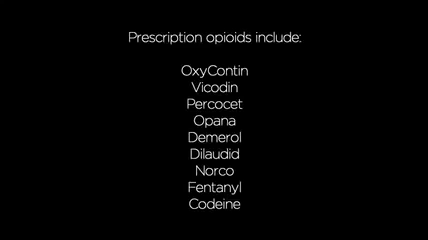 Prescription opioids include:
OxyContin
Vicodin
Percocet
Opana
Demerol
Dilaudid
Norco
Fentanyl
Codeine